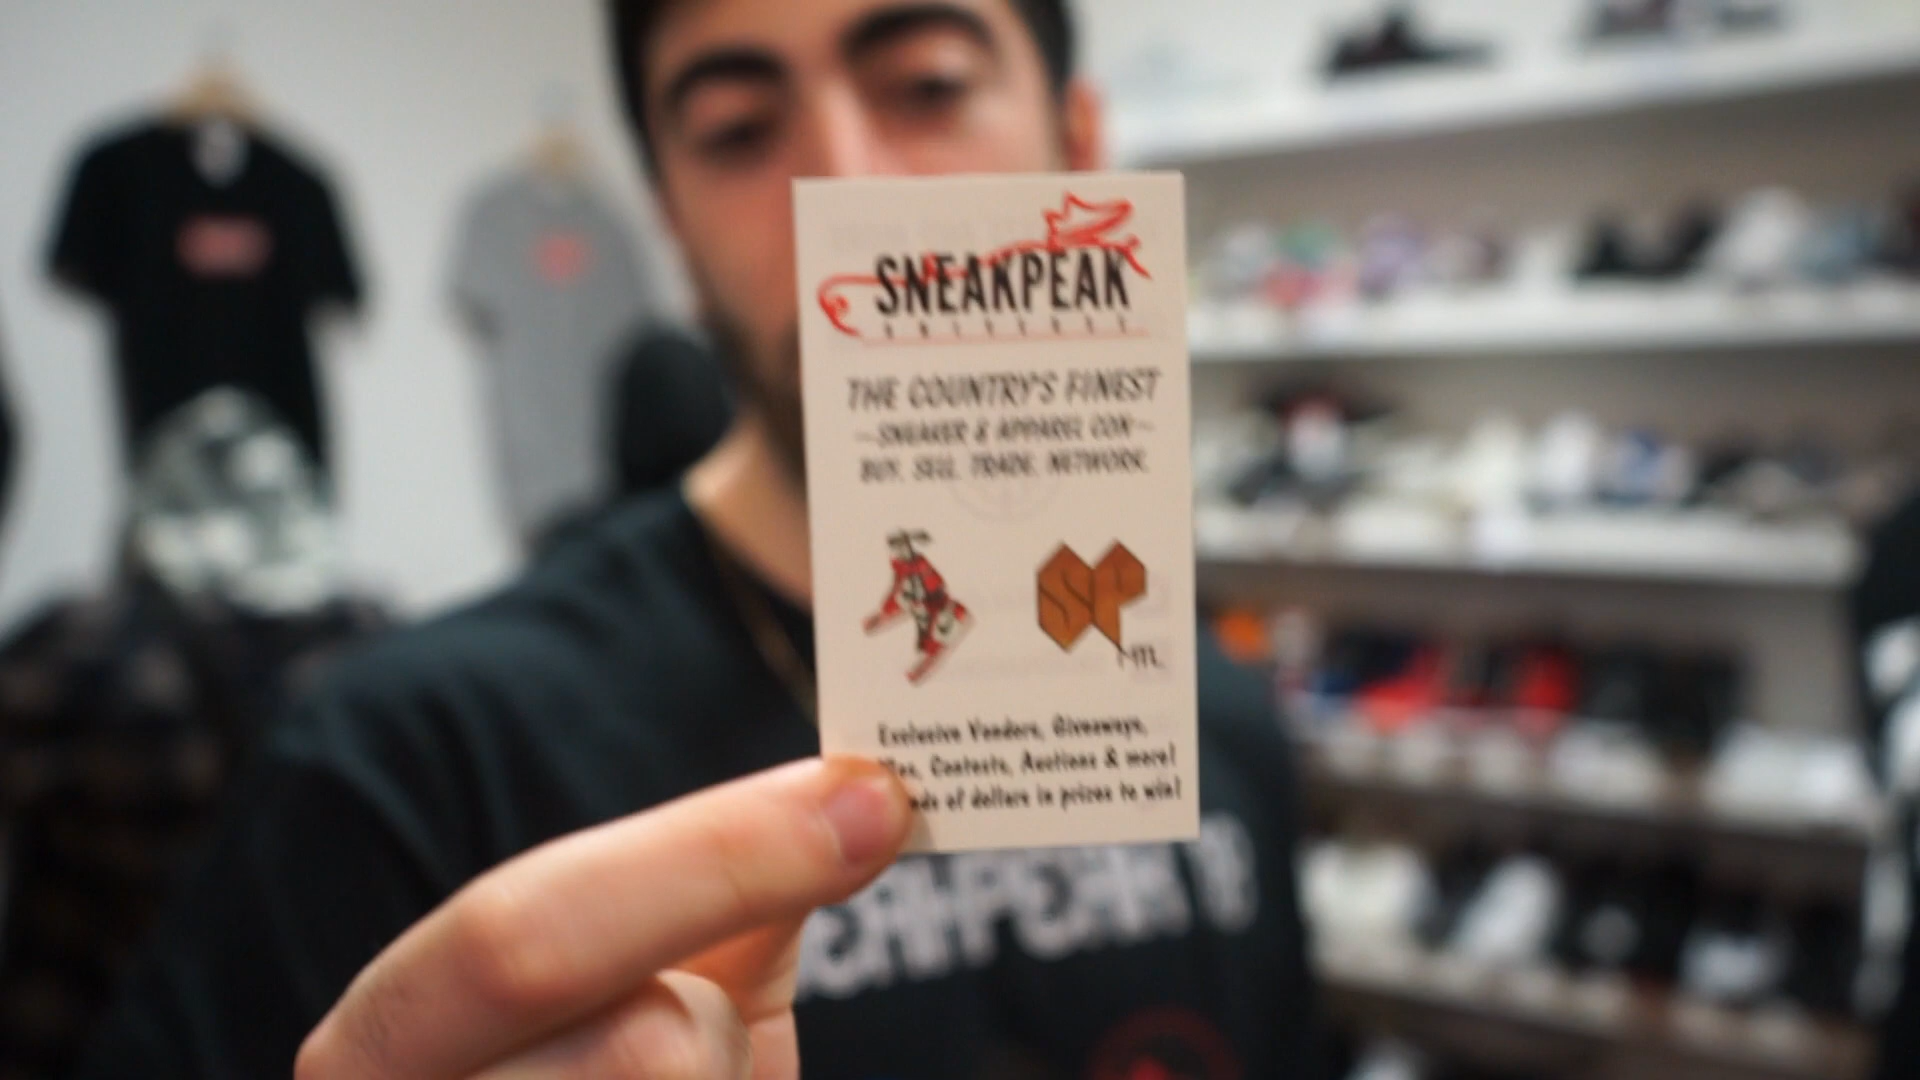 SNEAKPEAK
THE COUNTRY'S FINEST
—SNEAKER & APPAREL CON—
BUY. SELL. TRADE. NETWORK.
SP
Exclusive Vendors, Giveaways,
Contests, Auctions & more!
of dollars in prizes to win!